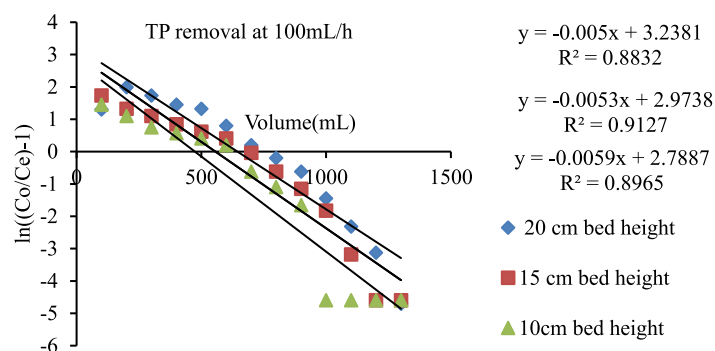 TP removal at 100mL/h
4
3
2
1
0
-1
-2
-3
-4
-5
-6
ln((Co/Ce)-1)
0
500
1000
1500
Volume(mL)
y = -0.005x + 3.2381
R² = 0.8832
y = -0.0053x + 2.9738
R² = 0.9127
y = -0.0059x + 2.7887
R² = 0.8965
20 cm bed height
15 cm bed height
10cm bed height